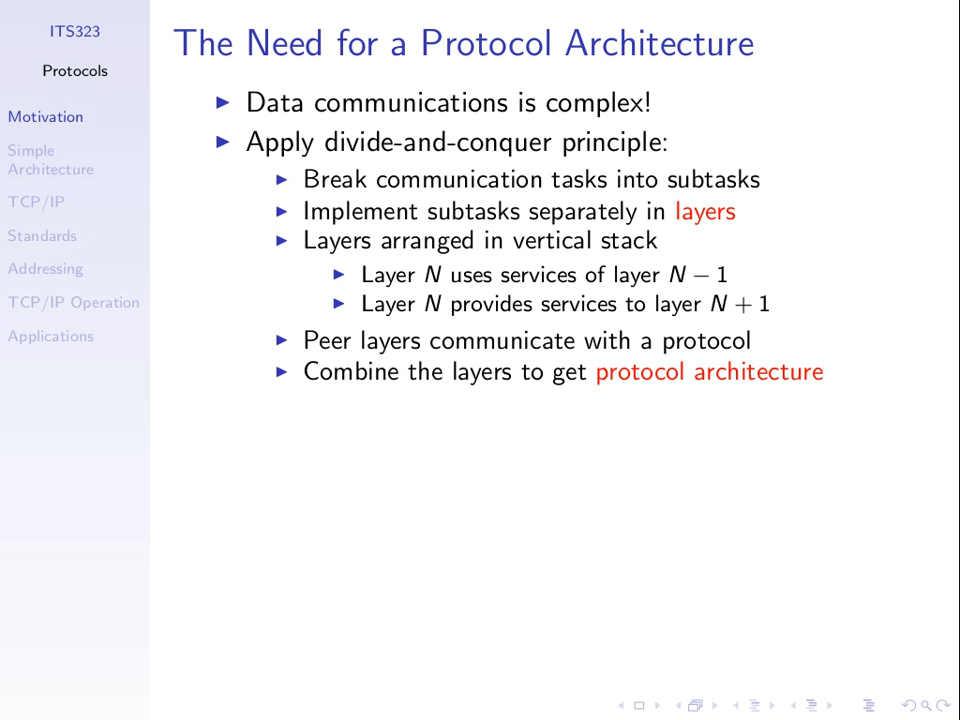 ITS323
Protocols
Motivation
Simple
Architecture
TCP/IP
Standards
Addressing
TCP/IP Operation
Applications
The Need for a Protocol Architecture
Data communications is complex!
Apply divide-and-conquer principle:
Break communication tasks into subtasks
Implement subtasks separately in layers
Layers arranged in vertical stack
Layer N uses services of layer N − 1
Layer N provides services to layer N + 1
Peer layers communicate with a protocol
Combine the layers to get protocol architecture